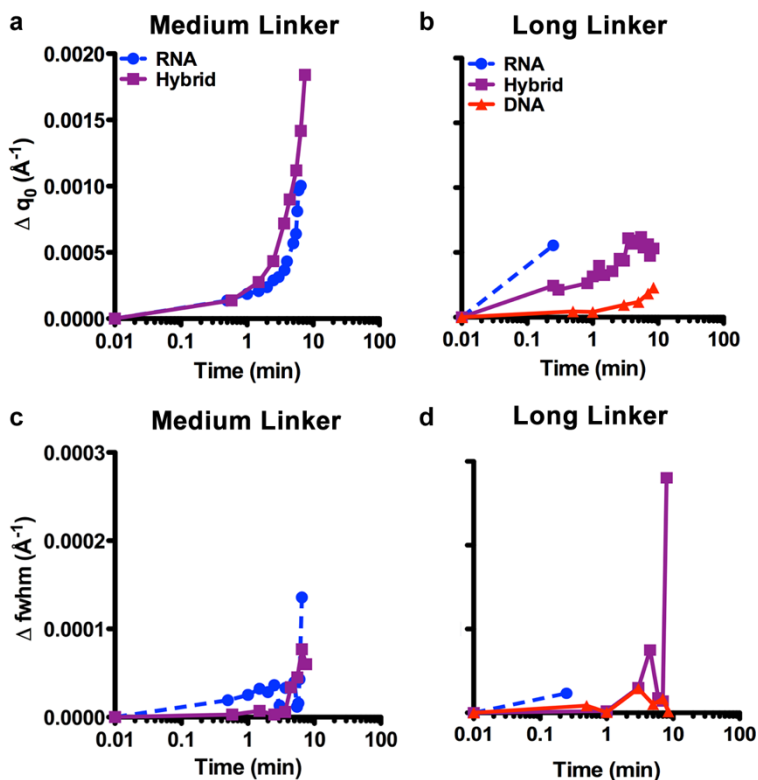 a Medium Linker
RNA
Hybrid
Δ q₀ (Å⁻¹)
0.0020
0.0015
0.0010
0.0005
0.0000
0.01 0.1 1 10 100
Time (min)
b Long Linker
RNA
Hybrid
DNA
0.01 0.1 1 10 100
Time (min)
c Medium Linker
Δ fwhm (Å⁻¹)
0.0003
0.0002
0.0001
0.0000
0.01 0.1 1 10 100
Time (min)
d Long Linker
0.01 0.1 1 10 100
Time (min)